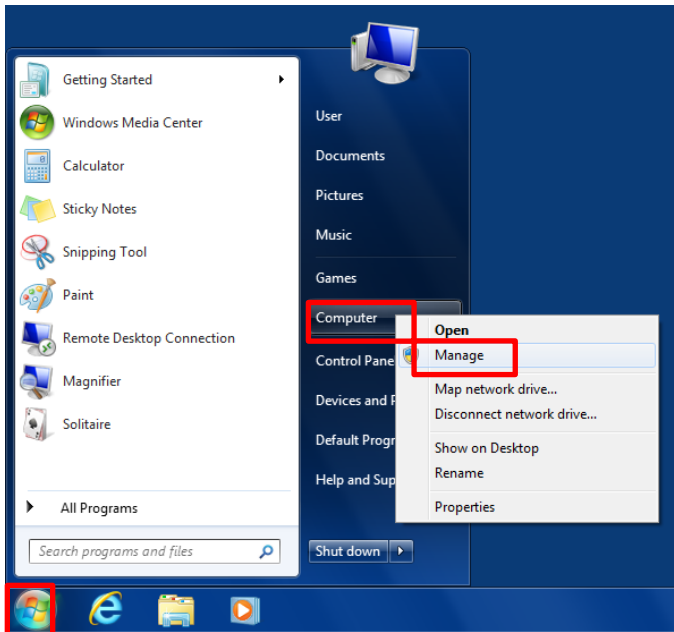 Getting Started
Windows Media Center
Calculator
Sticky Notes
Snipping Tool
Paint
Remote Desktop Connection
Magnifier
Solitaire
All Programs
Search programs and files
User
Documents
Pictures
Music
Games
Computer
Control Pane
Devices and P
Default Progr
Help and Sup
Shut down
Open
Manage
Map network drive...
Disconnect network drive...
Show on Desktop
Rename
Properties